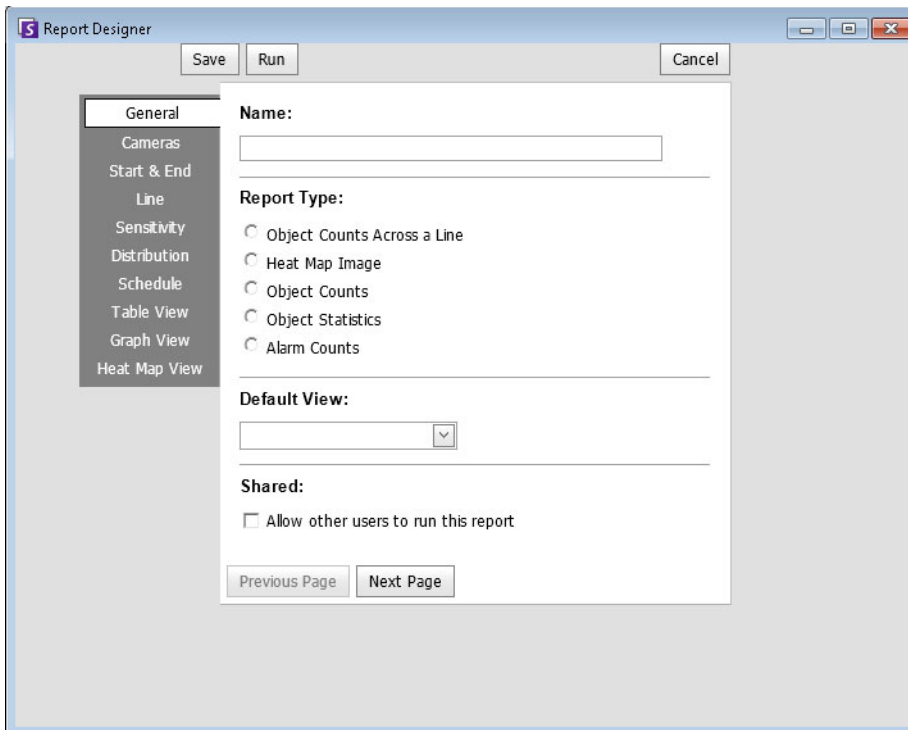 Report Designer
Save
Run
Cancel
General
Cameras
Start & End
Line
Sensitivity
Distribution
Schedule
Table View
Graph View
Heat Map View
Name:
Report Type:
Object Counts Across a Line
Heat Map Image
Object Counts
Object Statistics
Alarm Counts
Default View:
Shared:
Allow other users to run this report
Previous Page
Next Page